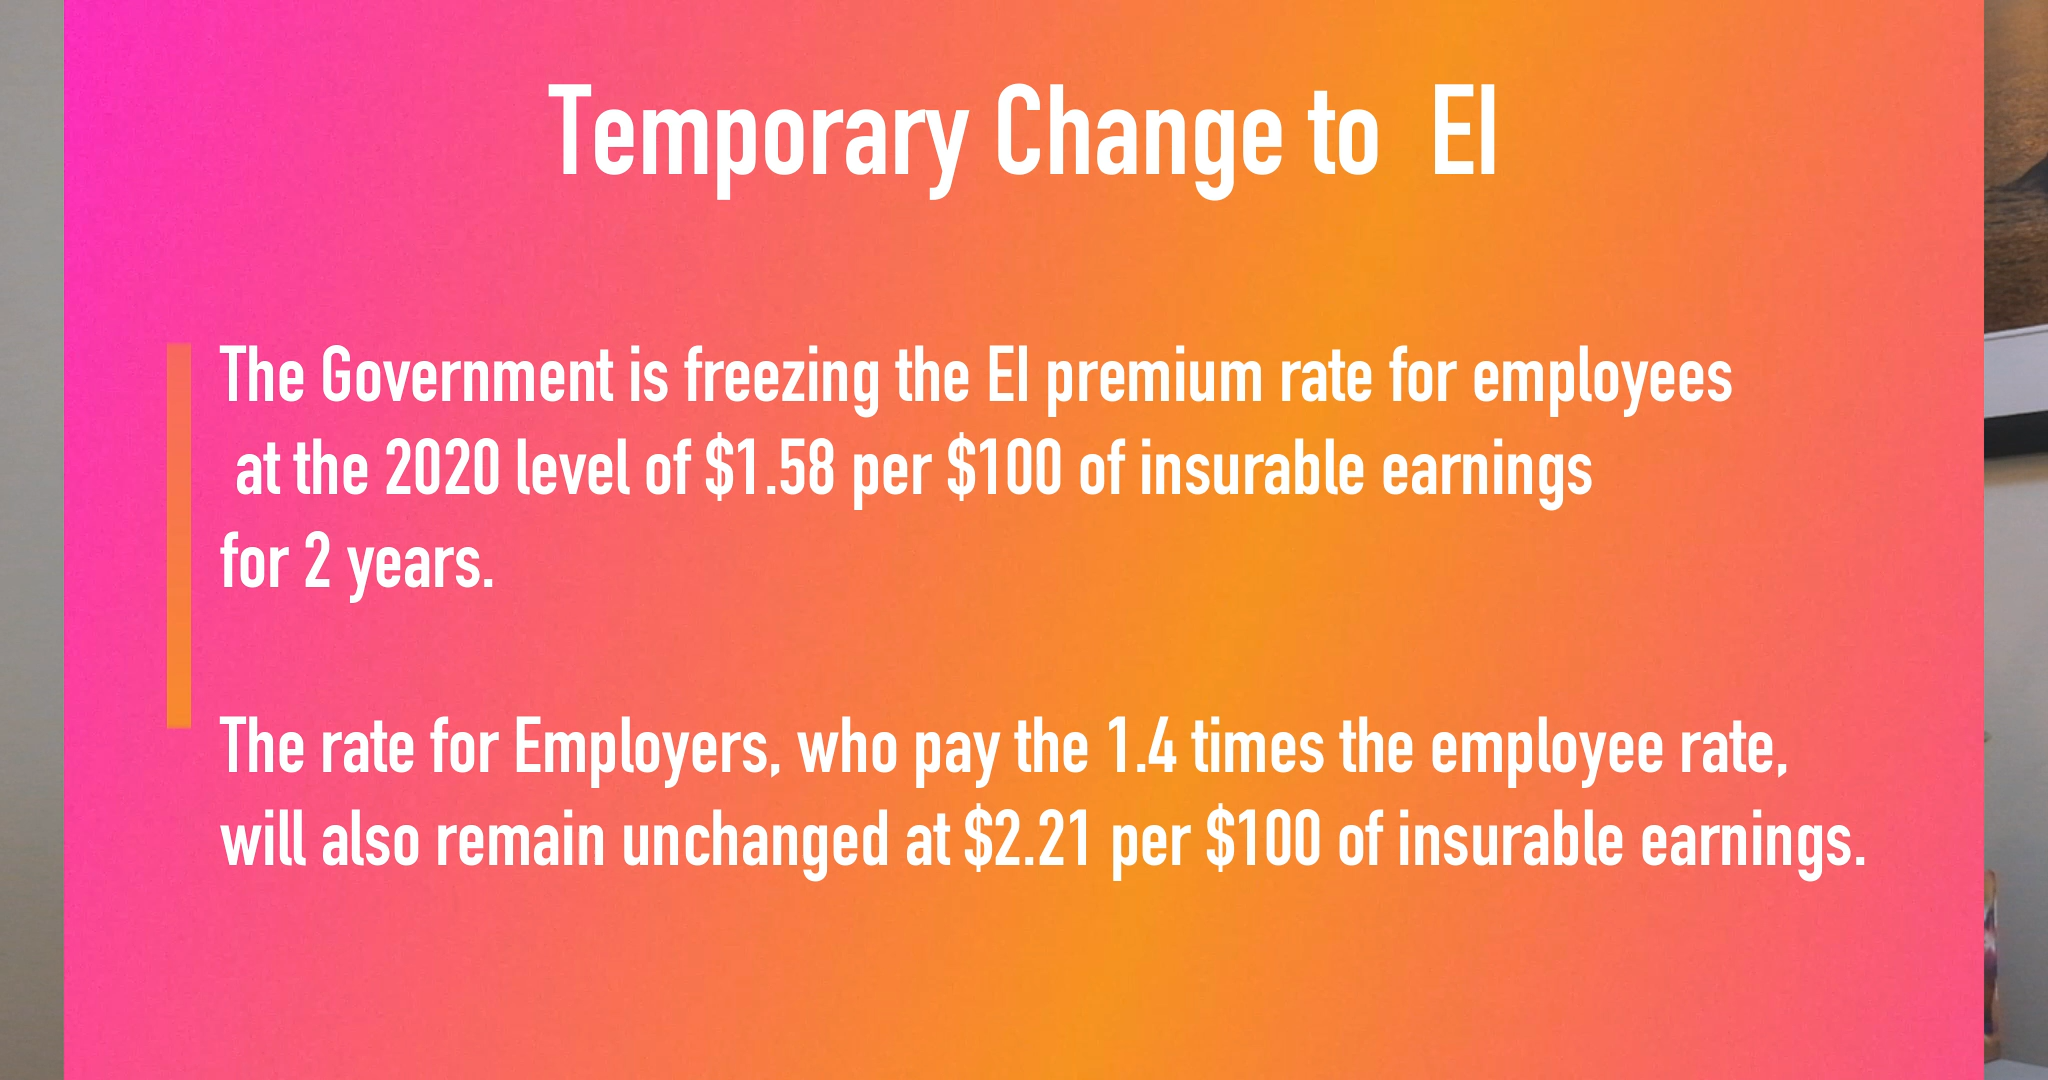 Temporary Change to  EI
The Government is freezing the EI premium rate for employees
at the 2020 level of $1.58 per $100 of insurable earnings
for 2 years.
The rate for Employers, who pay the 1.4 times the employee rate,
will also remain unchanged at $2.21 per $100 of insurable earnings.